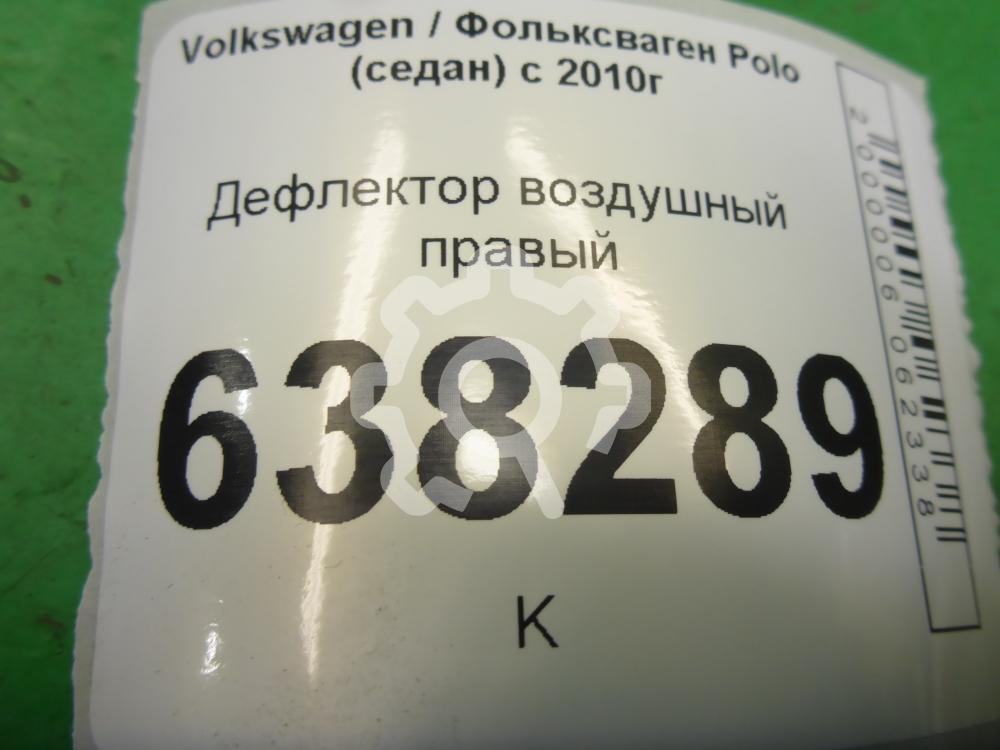 Volkswagen / Фольксваген Polo
(седан) с 2010г
Дефлектор воздушный
правый
638289
К
2000006062338